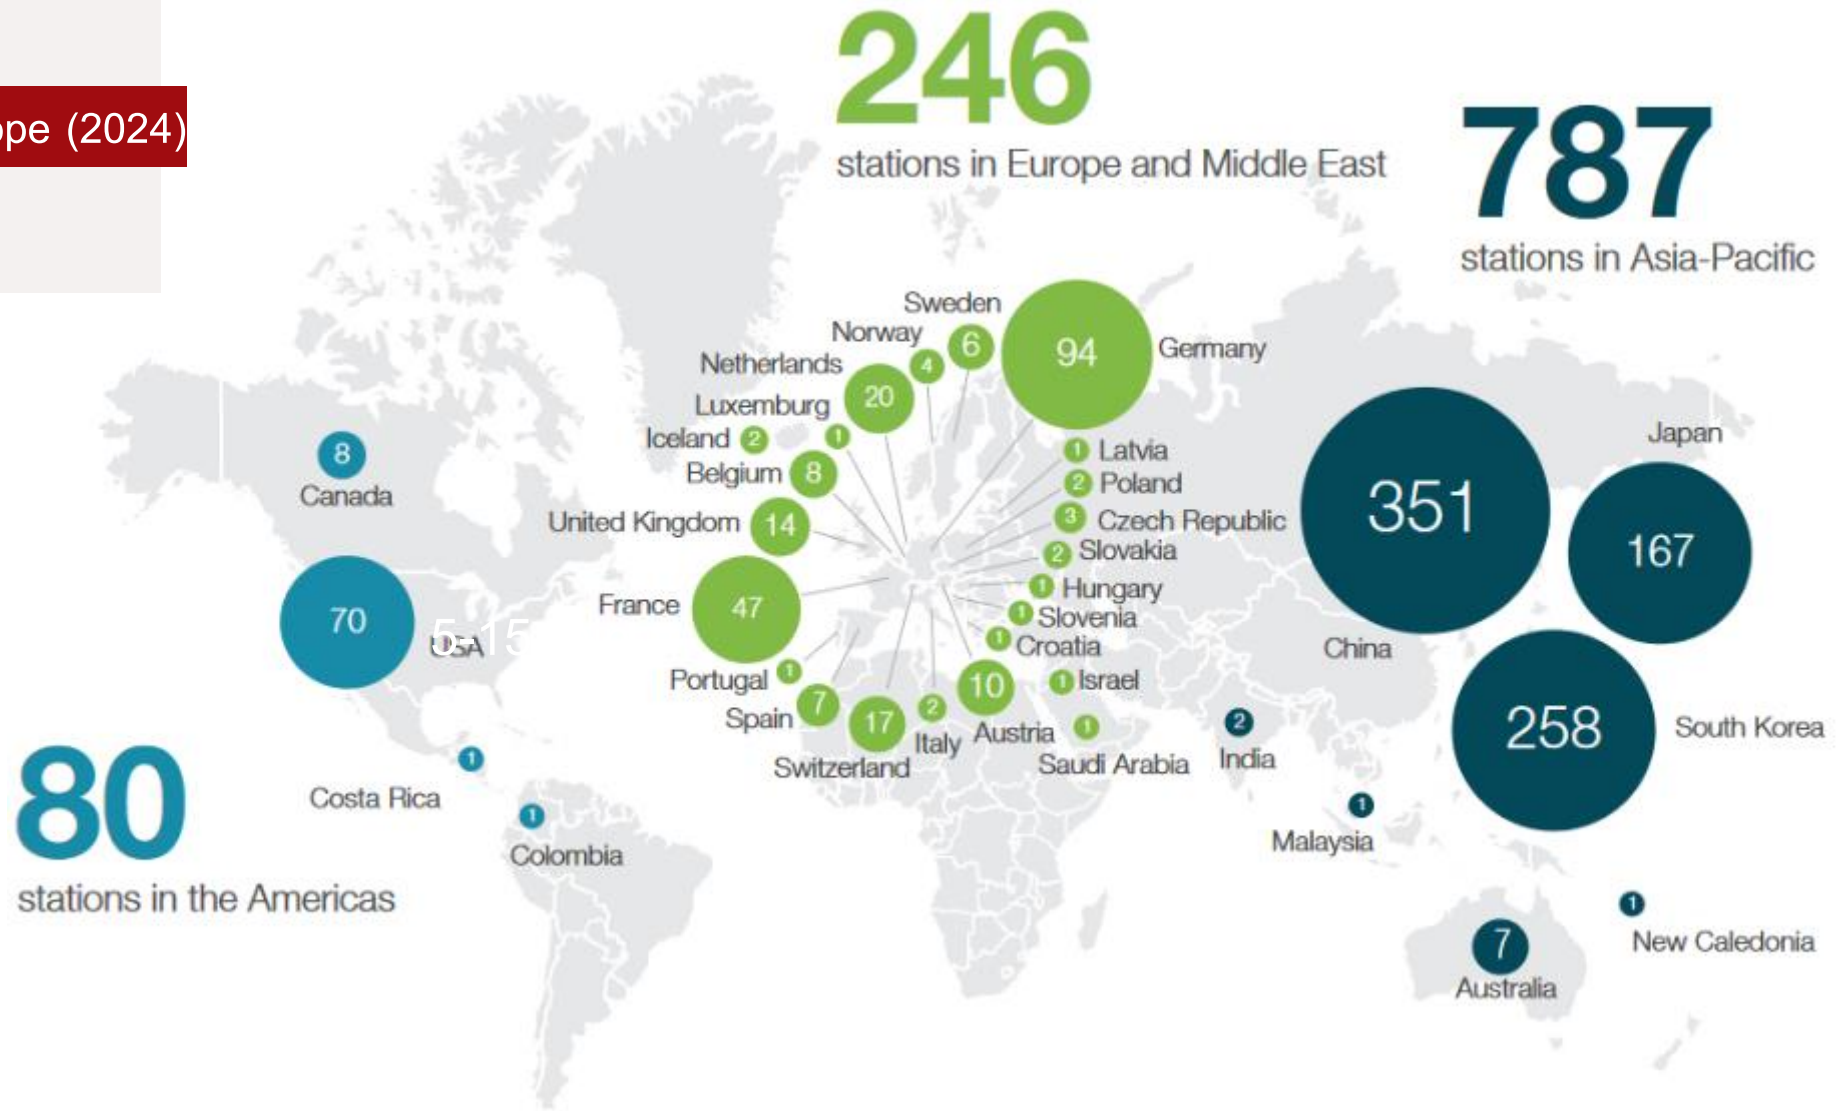 246
stations in Europe and Middle East
787
stations in Asia-Pacific
ope (2024)
Sweden
6
Norway
4
94
Germany
Netherlands
20
Luxemburg
1
Iceland
2
Belgium
8
United Kingdom
14
France
47
Portugal
1
Spain
7
17
Switzerland
2
Italy
10
Austria
1
Latvia
2
Poland
3
Czech Republic
2
Slovakia
1
Hungary
1
Slovenia
1
Croatia
1
Israel
1
Saudi Arabia
8
Canada
70
USA
5-15
1
Costa Rica
1
Colombia
80
stations in the Americas
351
China
Japan
167
258
South Korea
2
India
1
Malaysia
7
Australia
1
New Caledonia